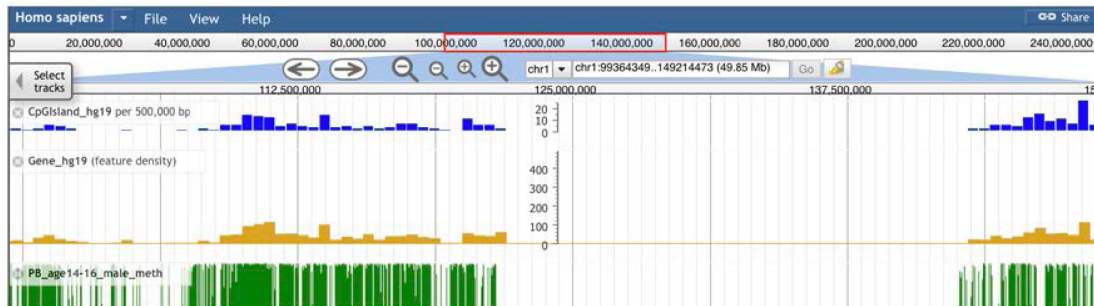 Homo sapiens File View Help Share
0 20,000,000 40,000,000 60,000,000 80,000,000 100,000,000 120,000,000 140,000,000 160,000,000 180,000,000 200,000,000 220,000,000 240,000,000
Select
tracks
chr1 chr1:99364349..149214473 (49.85 Mb) Go
112,500,000 125,000,000 137,500,000
CpGIsland_hg19 per 500,000 bp
20
10
0
Gene_hg19 (feature density)
400
300
200
100
0
PB_age14-16_male_meth